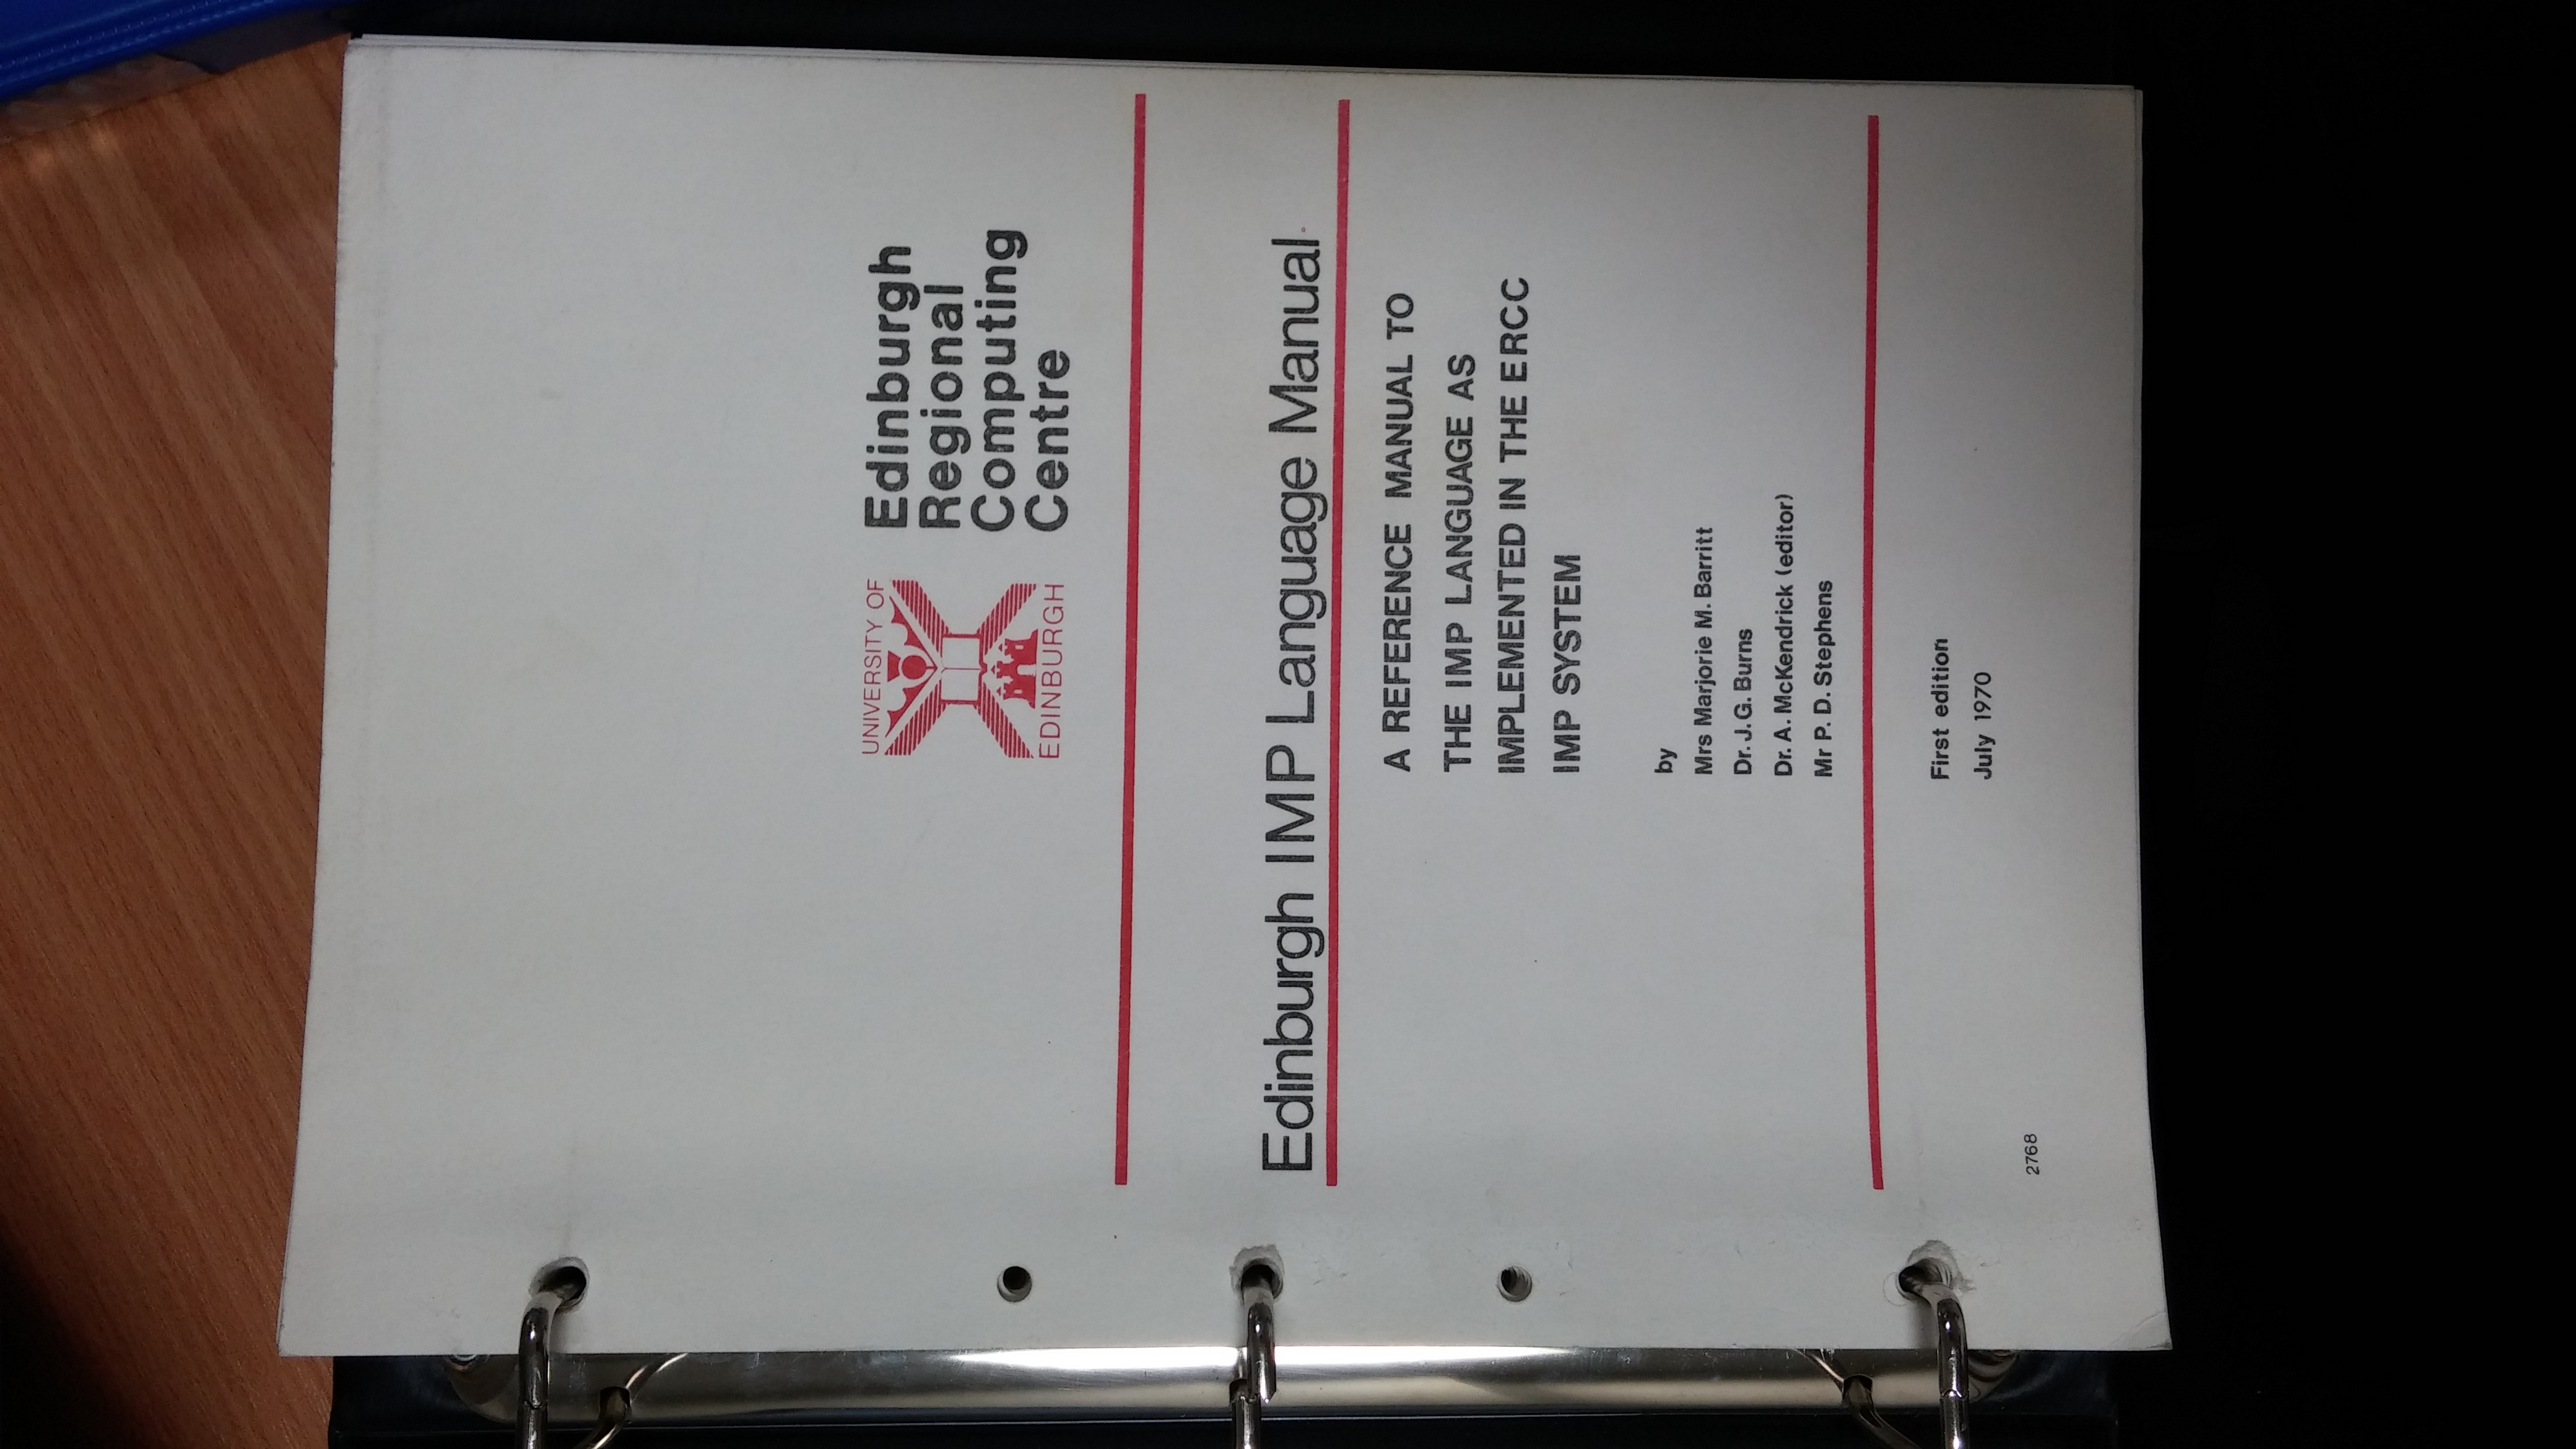 UNIVERSITY OF
EDINBURGH
Edinburgh
Regional
Computing
Centre
Edinburgh IMP Language Manual
A REFERENCE MANUAL TO
THE IMP LANGUAGE AS
IMPLEMENTED IN THE ERCC
IMP SYSTEM
by
Mrs Marjorie M. Barritt
Dr. J. G. Burns
Dr. A. McKendrick (editor)
Mr P. D. Stephens
First edition
July 1970
2768